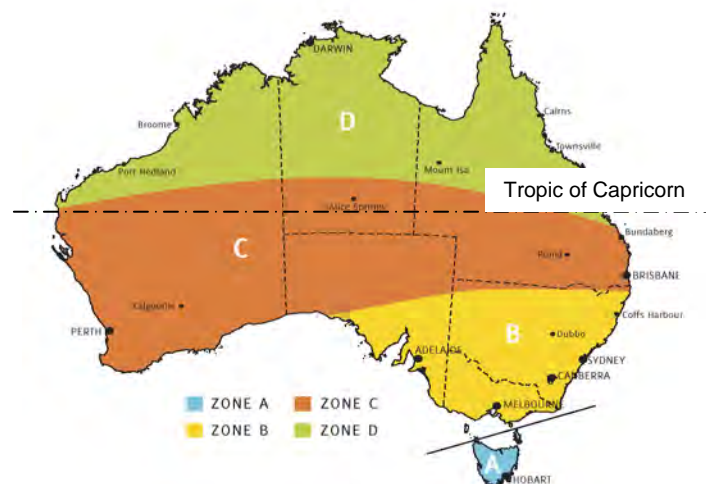 DARWIN
Broome
Cairns
D
Townsville
Mount Isa
Port Hedland
Tropic of Capricorn
Alice Springs
Bundaberg
C
Roma
BRISBANE
Kalgoorlie
Coffs Harbour
PERTH
B
Dubbo
ADELAIDE
SYDNEY
CANBERRA
ZONE A
ZONE C
MELBOURNE
ZONE B
ZONE D
A
HOBART